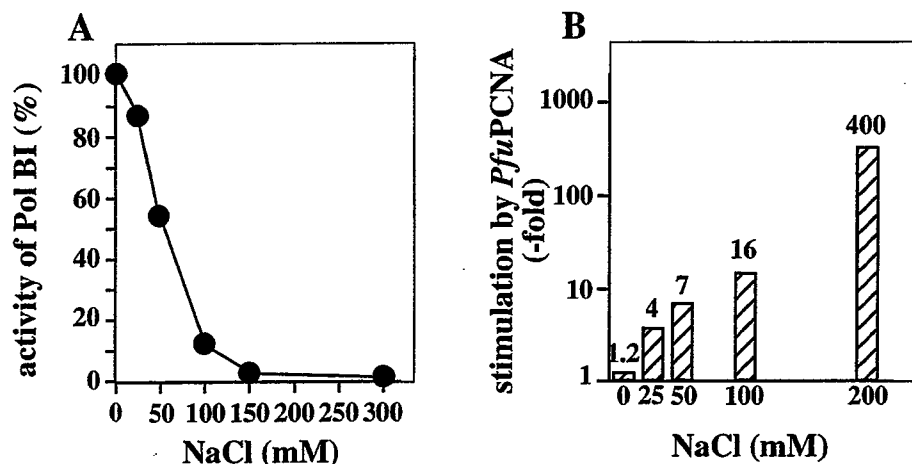 A
activity of Pol BI (%)
100
80
60
40
20
0
0 50 100 150 200 250 300
NaCl (mM)
B
stimulation by PfuPCNA
(-fold)
1000
100
10
1
1.2
4
7
16
400
0 25 50 100 200
NaCl (mM)